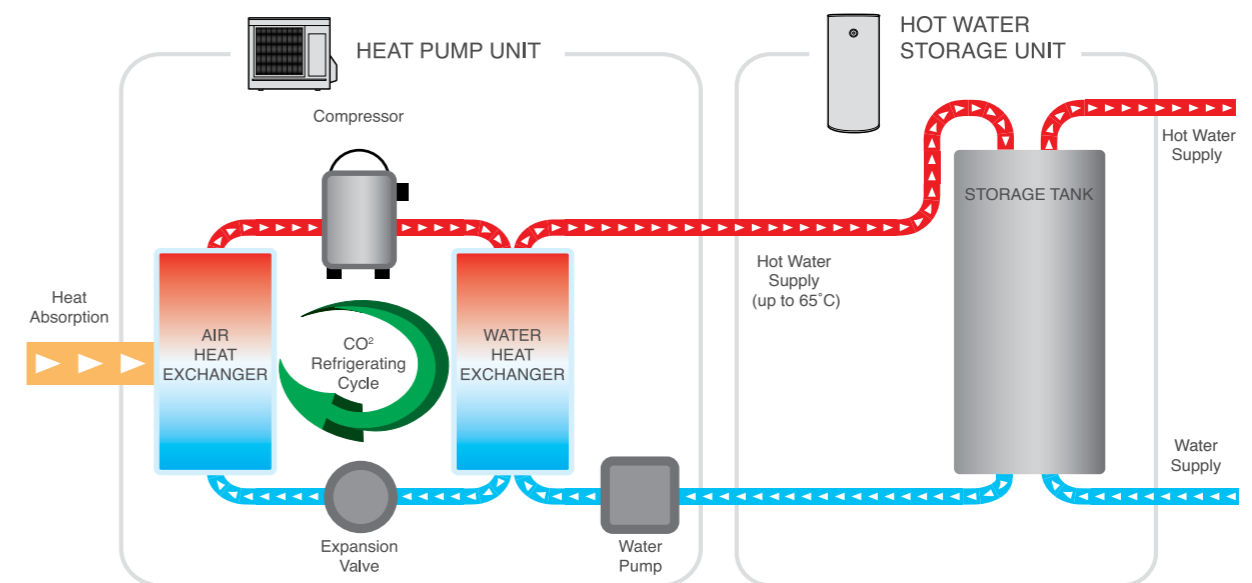 HEAT PUMP UNIT
HOT WATER
STORAGE UNIT
Compressor
Hot Water
Supply
STORAGE TANK
Heat
Absorption
AIR
HEAT
EXCHANGER
CO²
Refrigerating
Cycle
WATER
HEAT
EXCHANGER
Hot Water
Supply
(up to 65˚C)
Water
Supply
Expansion
Valve
Water
Pump